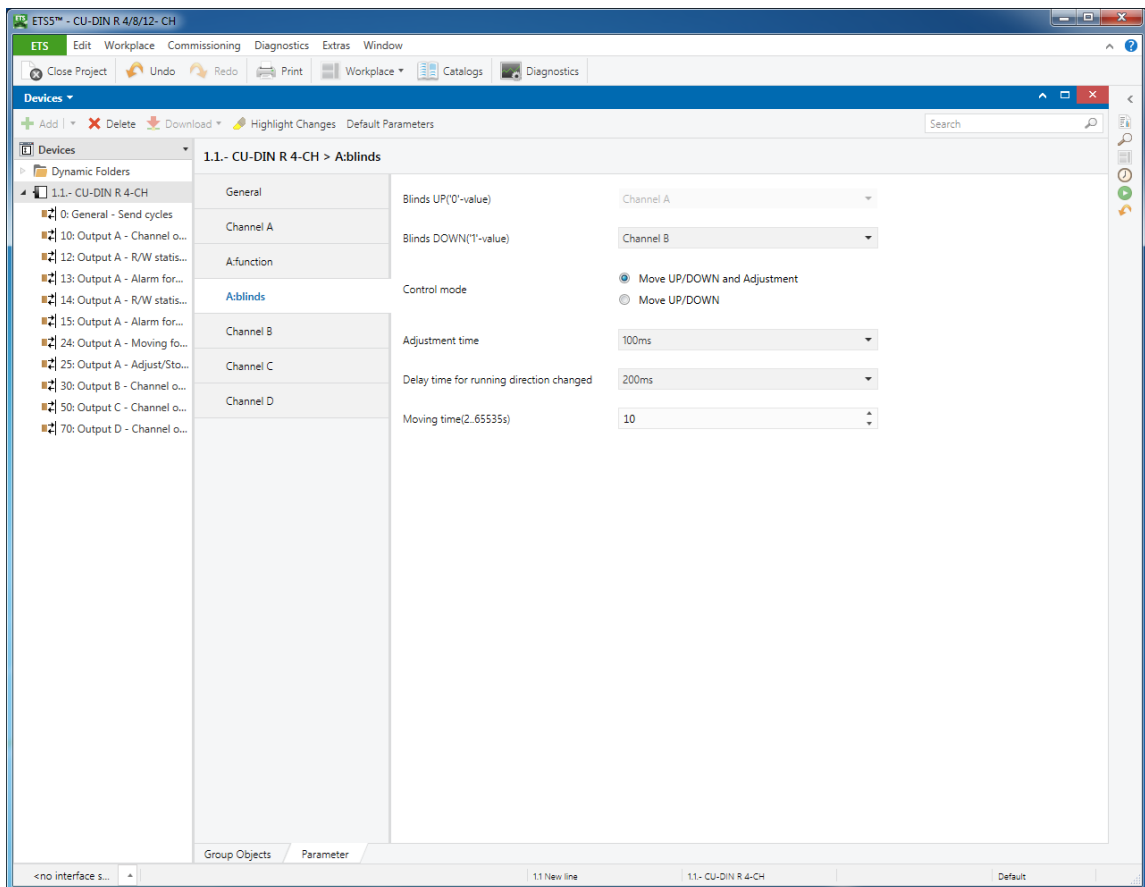 ETS5™ - CU-DIN R 4/8/12- CH
ETS Edit Workplace Commissioning Diagnostics Extras Window
Close Project Undo Redo Print Workplace Catalogs Diagnostics
Devices
Add Delete Download Highlight Changes Default Parameters Search
Devices
Dynamic Folders
1.1.- CU-DIN R 4-CH
0: General - Send cycles
10: Output A - Channel o...
12: Output A - R/W statis...
13: Output A - Alarm for...
14: Output A - R/W statis...
15: Output A - Alarm for...
24: Output A - Moving fo...
25: Output A - Adjust/Sto...
30: Output B - Channel o...
50: Output C - Channel o...
70: Output D - Channel o...
1.1.- CU-DIN R 4-CH > A:blinds
General
Channel A
A:function
A:blinds
Channel B
Channel C
Channel D
Blinds UP('0'-value) Channel A
Blinds DOWN('1'-value) Channel B
Control mode
Move UP/DOWN and Adjustment
Move UP/DOWN
Adjustment time 100ms
Delay time for running direction changed 200ms
Moving time(2..65535s) 10
Group Objects Parameter
<no interface s... 1.1 New line 1.1.- CU-DIN R 4-CH Default